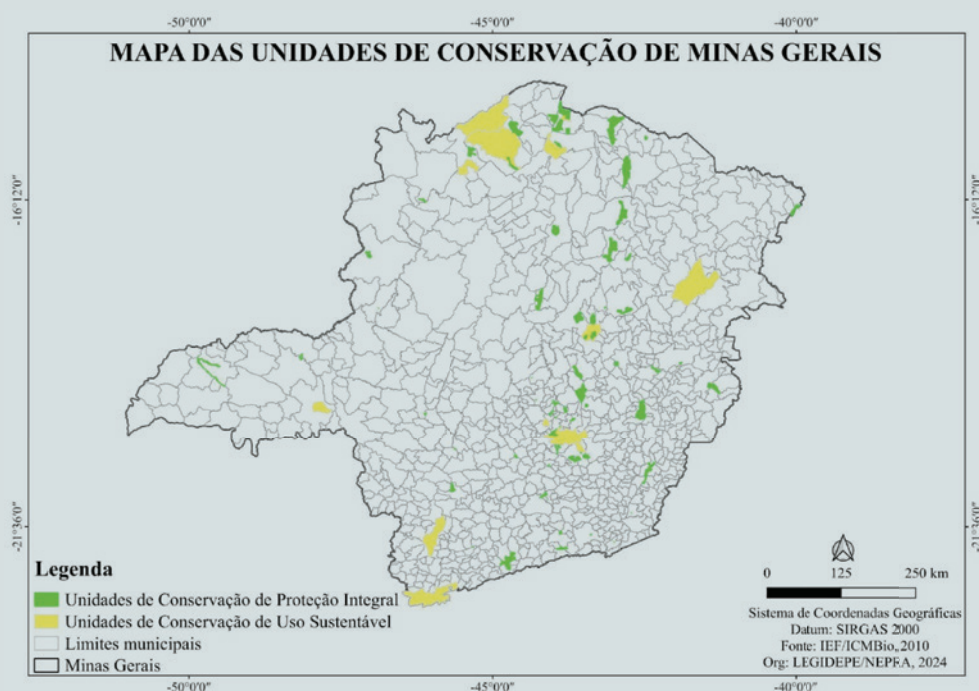 -50°0'0"
-45°0'0"
-40°0'0"
MAPA DAS UNIDADES DE CONSERVAÇÃO DE MINAS GERAIS
-16°12'0"
-16°12'0"
-21°36'0"
-21°36'0"
Legenda
Unidades de Conservação de Proteção Integral
Unidades de Conservação de Uso Sustentável
Limites municipais
Minas Gerais
0 125 250 km
Sistema de Coordenadas Geográficas
Datum: SIRGAS 2000
Fonte: IEF/ICMBio, 2010
Org: LEGIDEPE/NEPRA, 2024
-50°0'0"
-45°0'0"
-40°0'0"